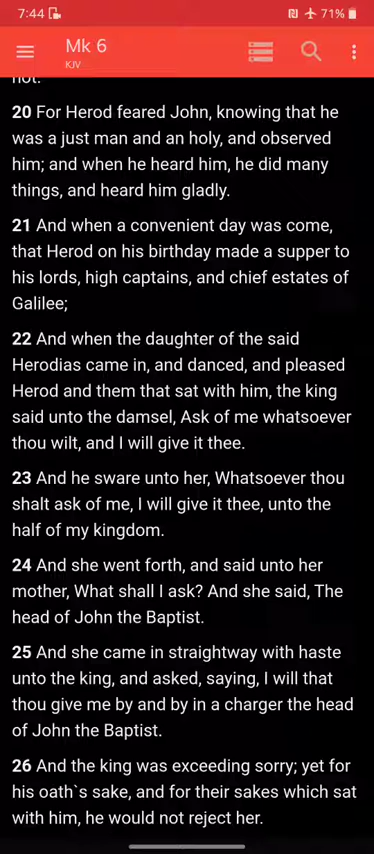 7:44 71%
Mk 6
KJV
not.
20 For Herod feared John, knowing that he
was a just man and an holy, and observed
him; and when he heard him, he did many
things, and heard him gladly.
21 And when a convenient day was come,
that Herod on his birthday made a supper to
his lords, high captains, and chief estates of
Galilee;
22 And when the daughter of the said
Herodias came in, and danced, and pleased
Herod and them that sat with him, the king
said unto the damsel, Ask of me whatsoever
thou wilt, and I will give it thee.
23 And he sware unto her, Whatsoever thou
shalt ask of me, I will give it thee, unto the
half of my kingdom.
24 And she went forth, and said unto her
mother, What shall I ask? And she said, The
head of John the Baptist.
25 And she came in straightway with haste
unto the king, and asked, saying, I will that
thou give me by and by in a charger the head
of John the Baptist.
26 And the king was exceeding sorry; yet for
his oath`s sake, and for their sakes which sat
with him, he would not reject her.